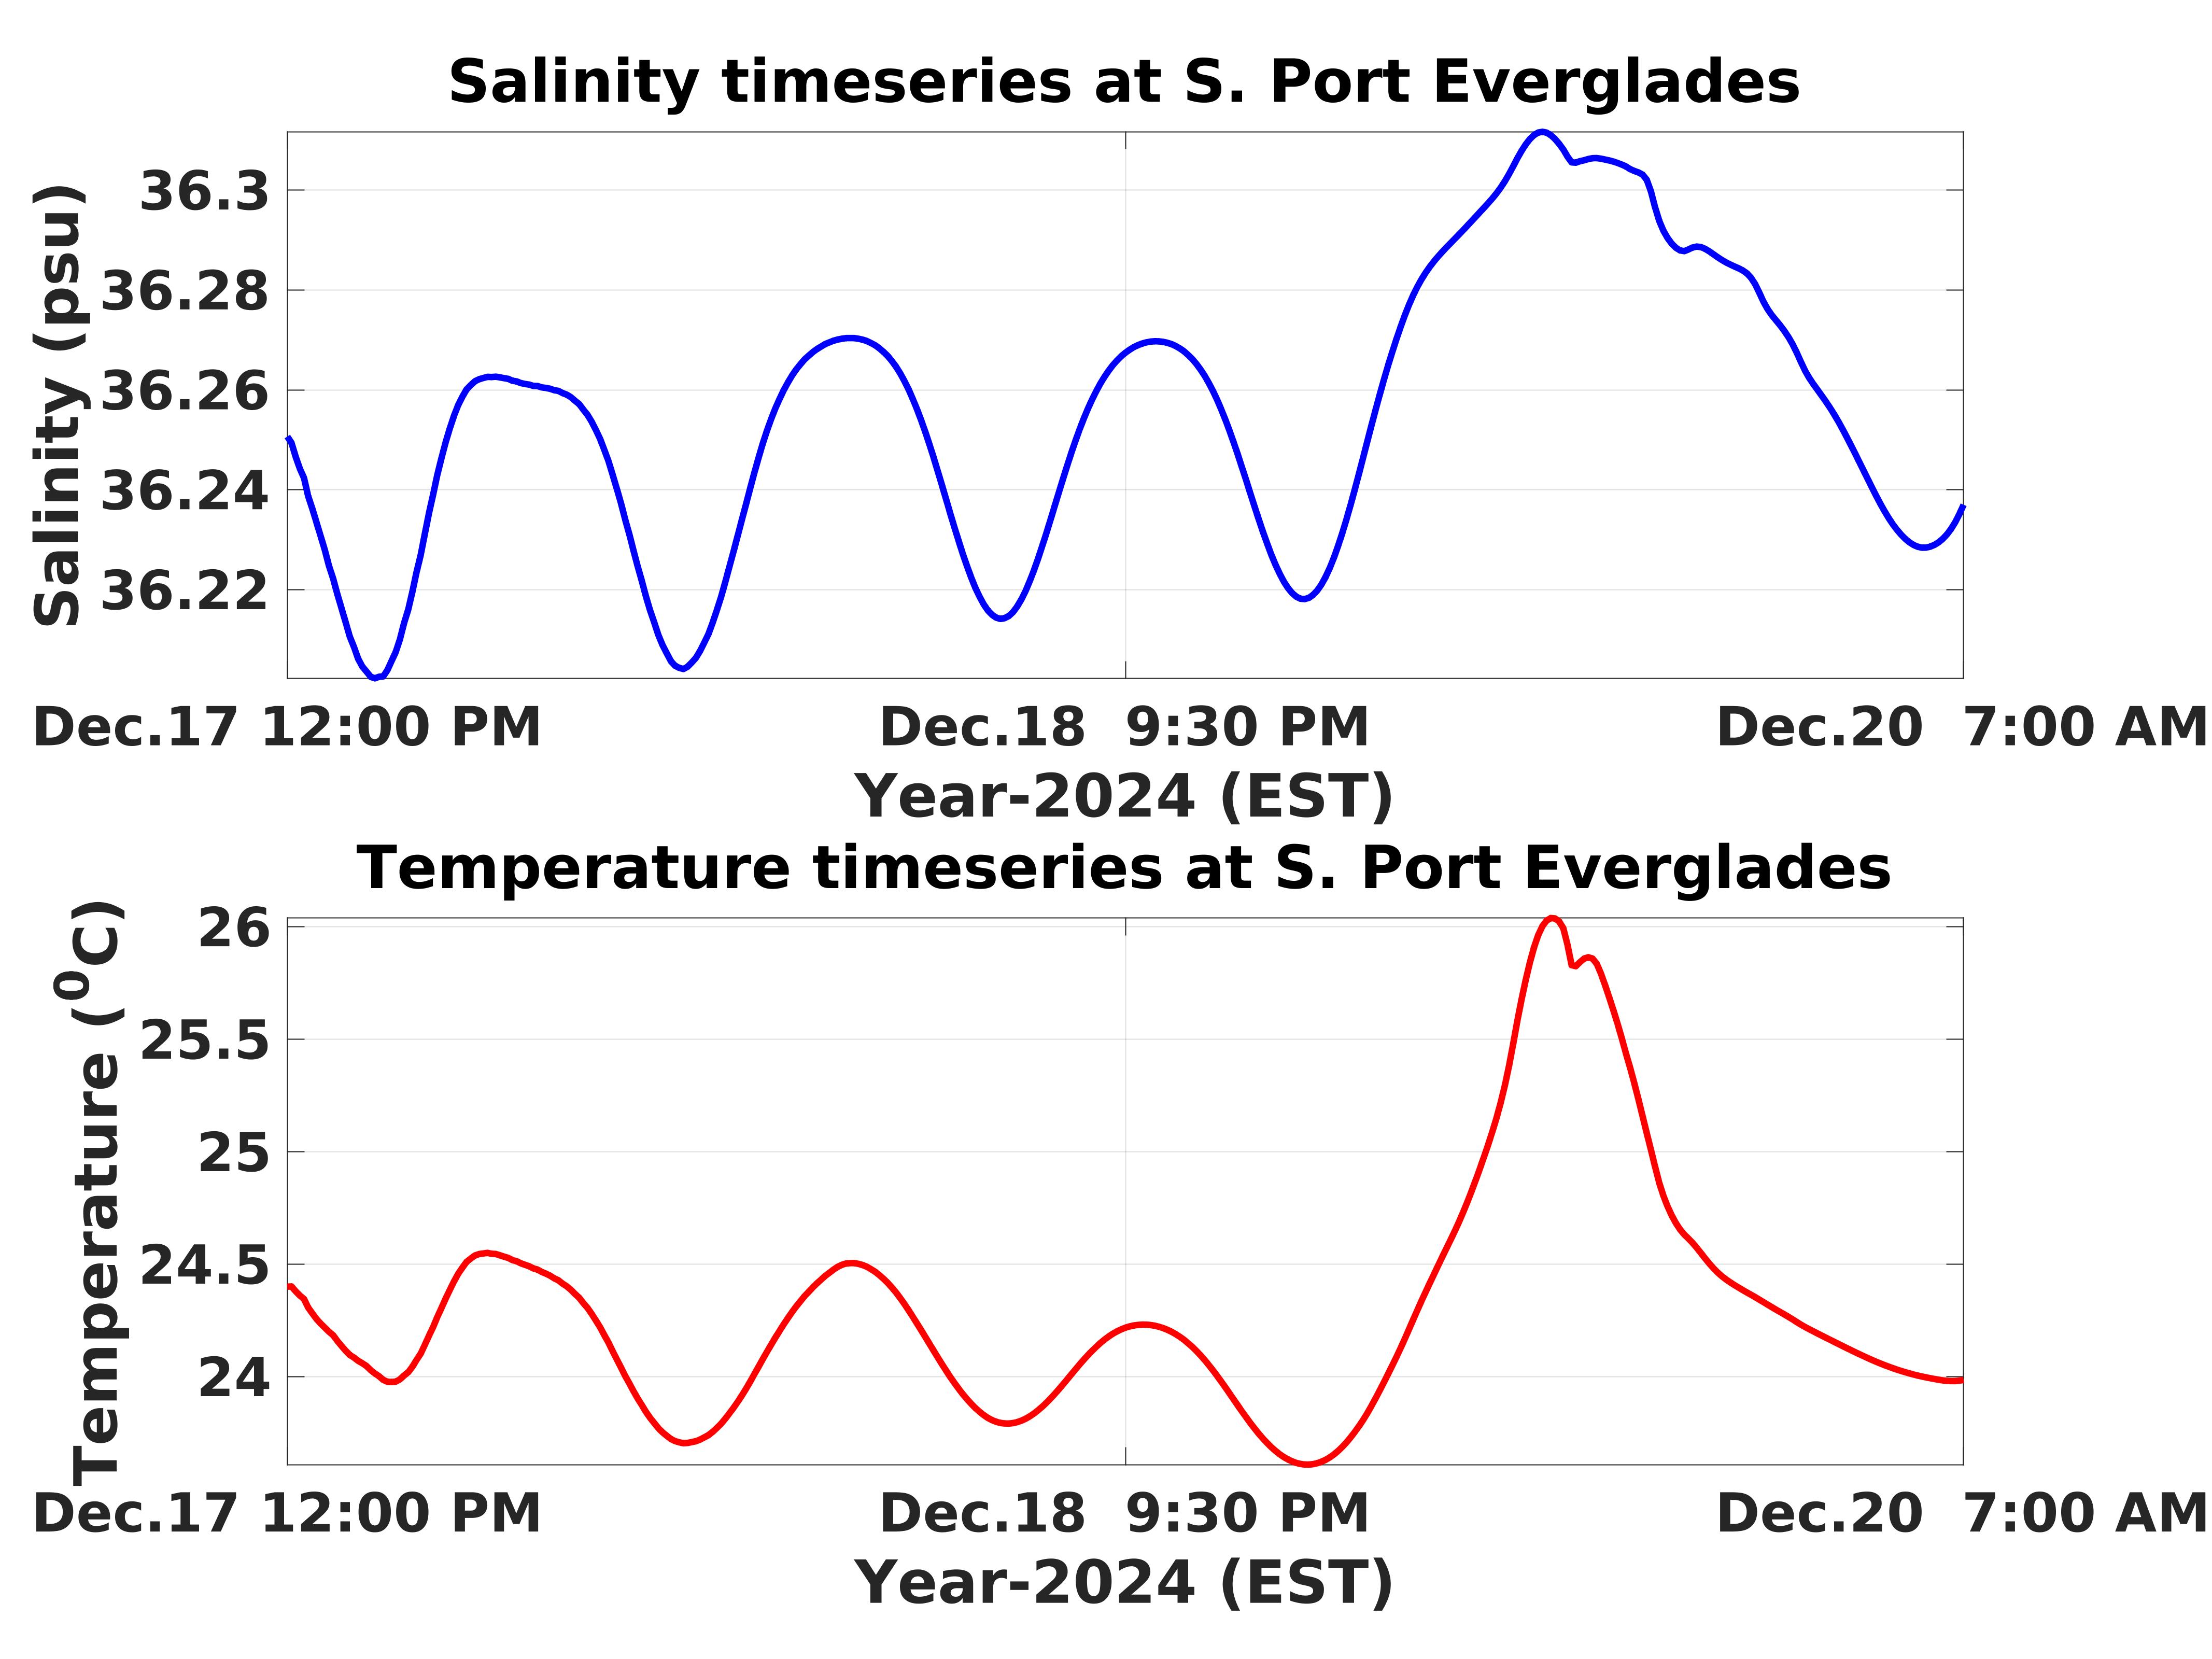 Salinity timeseries at S. Port Everglades
Salinity (psu)
36.3
36.28
36.26
36.24
36.22
Dec.17 12:00 PM
Dec.18 9:30 PM
Dec.20 7:00 AM
Year-2024 (EST)
Temperature timeseries at S. Port Everglades
Temperature (⁰C)
26
25.5
25
24.5
24
Dec.17 12:00 PM
Dec.18 9:30 PM
Dec.20 7:00 AM
Year-2024 (EST)